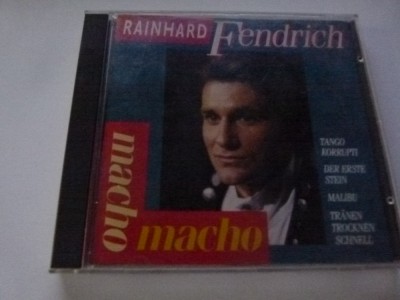 RAINHARD
Fendrich
TANGO
KORRUPTI
DER ERSTE
STEIN
MALIBU
TRÄNEN
TROCKNEN
SCHNELL
macho
macho